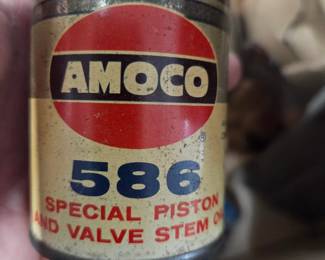 AMOCO
586
SPECIAL PISTON
AND VALVE STEM